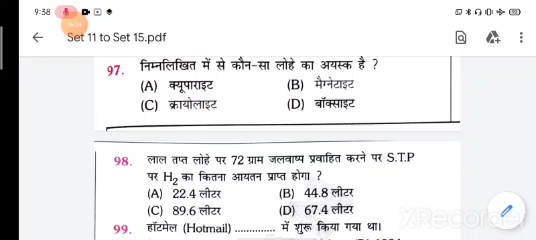 9:38
Set 11 to Set 15.pdf
97. निम्नलिखित में से कौन-सा लोहे का अयस्क है ?
(A) क्यूपाराइट (B) मैग्नेटाइट
(C) क्रायोलाइट (D) बॉक्साइट
98. लाल तप्त लोहे पर 72 ग्राम जलवाष्प प्रवाहित करने पर S.T.P
पर H₂ का कितना आयतन प्राप्त होगा ?
(A) 22.4 लीटर (B) 44.8 लीटर
(C) 89.6 लीटर (D) 67.4 लीटर
99. हॉटमेल (Hotmail) ............. में शुरू किया गया था।
XRecorder